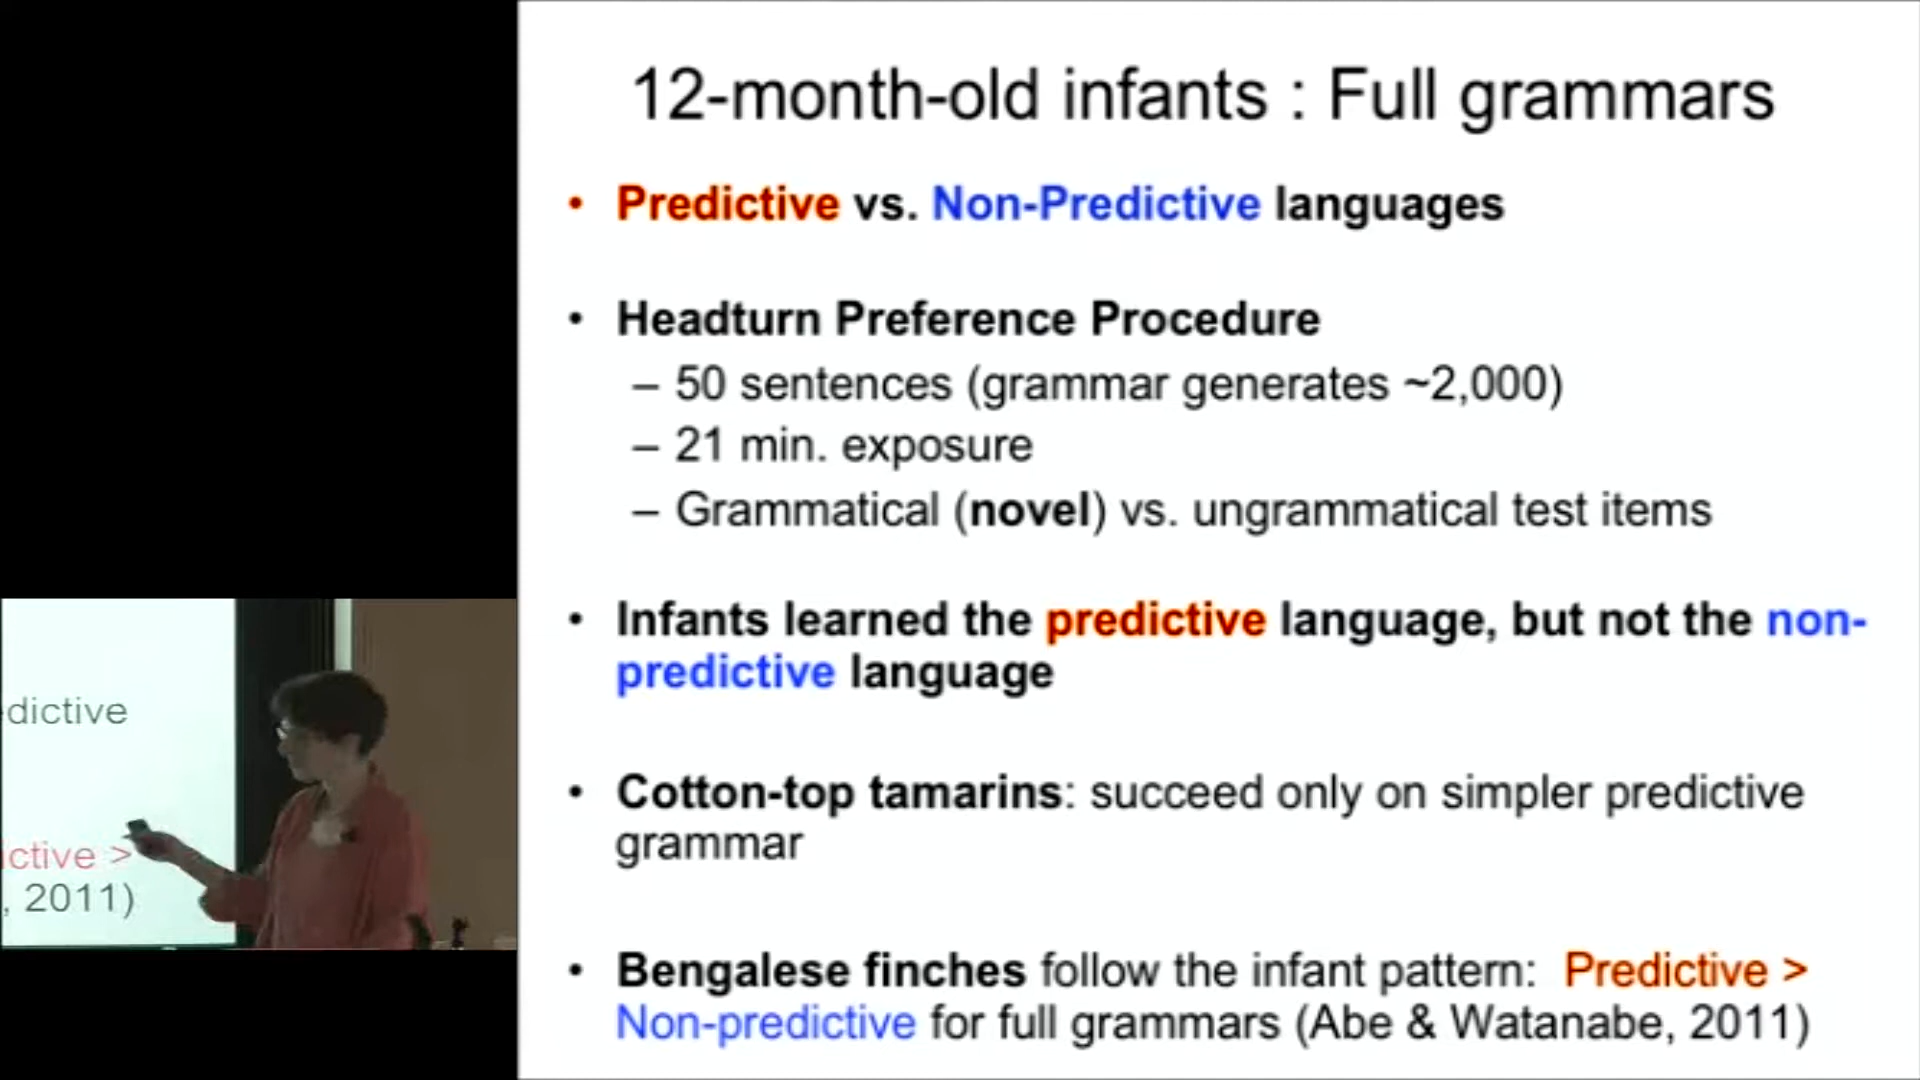 12-month-old infants : Full grammars
• Predictive vs. Non-Predictive languages
• Headturn Preference Procedure
– 50 sentences (grammar generates ~2,000)
– 21 min. exposure
– Grammatical (novel) vs. ungrammatical test items
• Infants learned the predictive language, but not the non-
predictive language
• Cotton-top tamarins: succeed only on simpler predictive
grammar
• Bengalese finches follow the infant pattern: Predictive >
Non-predictive for full grammars (Abe & Watanabe, 2011)
dictive
ctive >
, 2011)